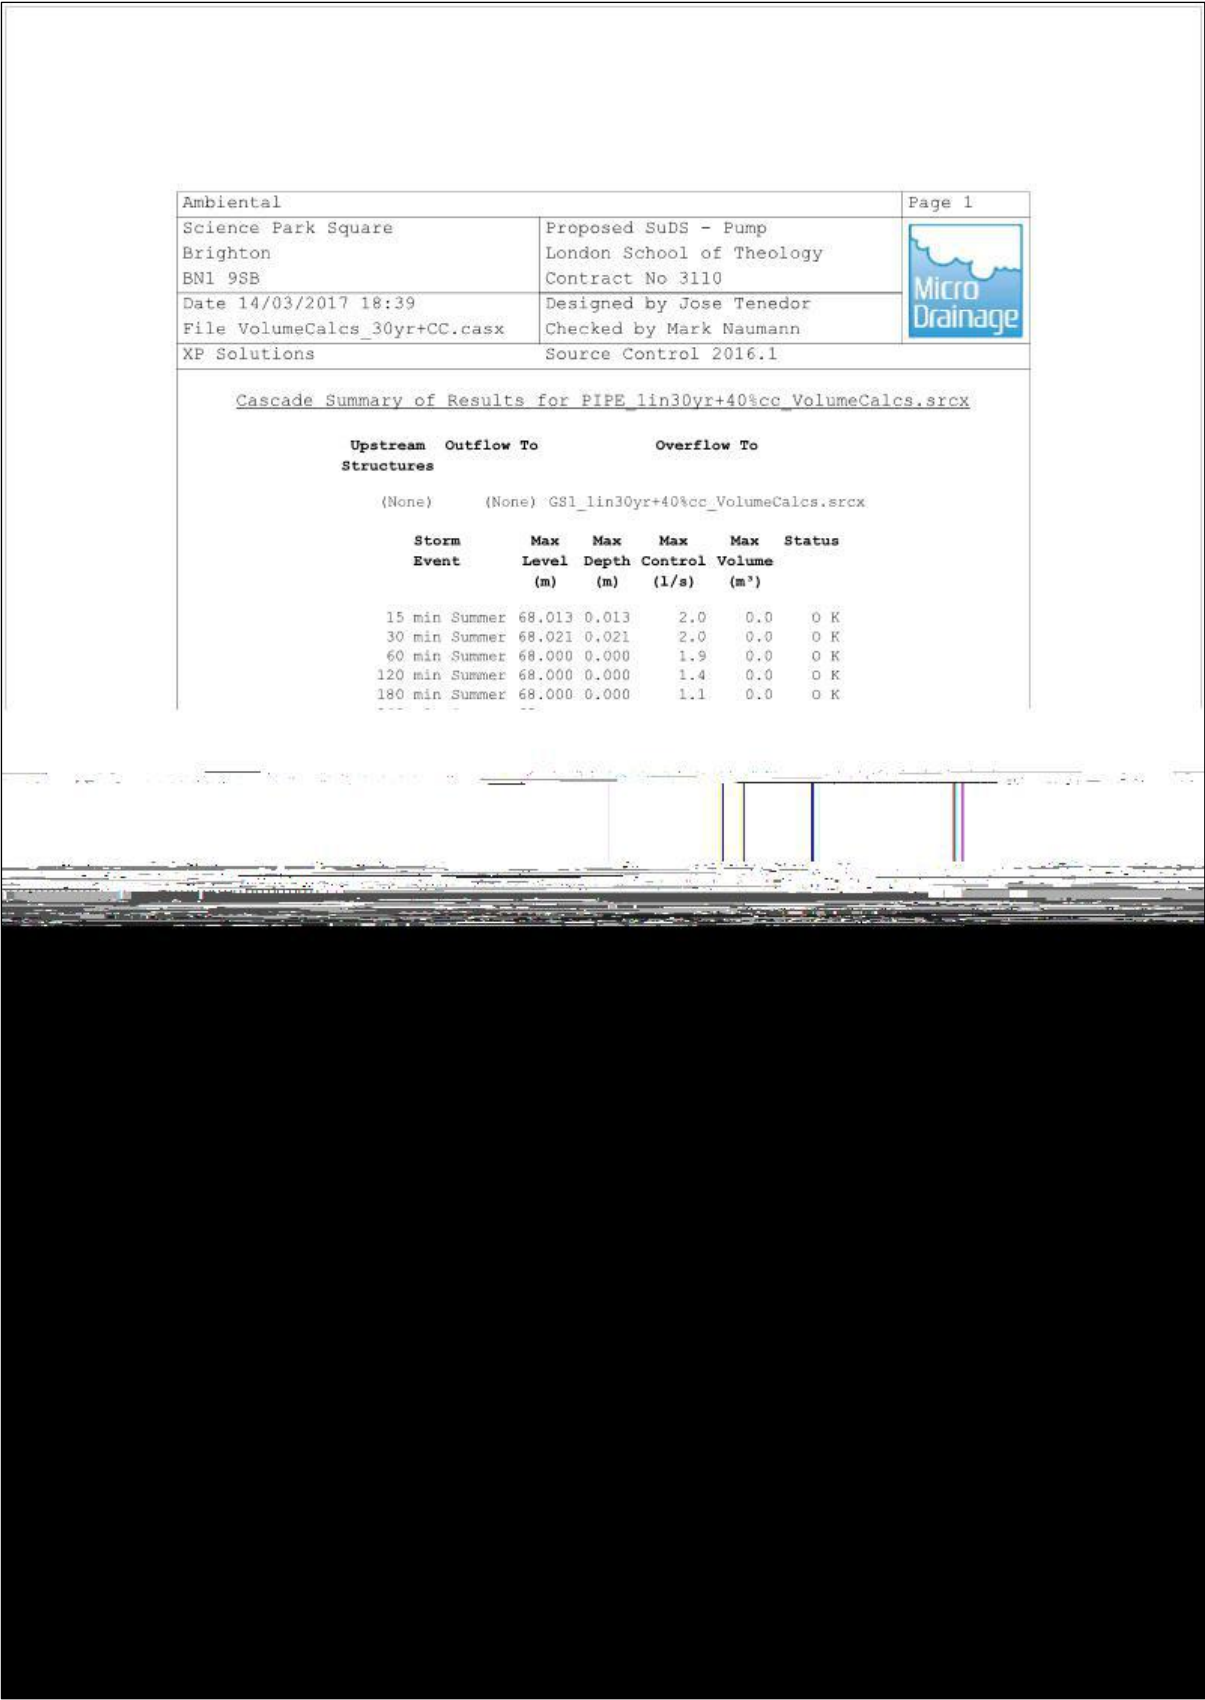 Ambiental Page 1
Science Park Square Proposed SuDS - Pump
Brighton London School of Theology
BN1 9SB Contract No 3110
Micro
Drainage
Date 14/03/2017 18:39 Designed by Jose Tenedor
File VolumeCalcs_30yr+CC.casx Checked by Mark Naumann
XP Solutions Source Control 2016.1
Cascade Summary of Results for PIPE_1in30yr+40%cc_VolumeCalcs.srcx
Upstream Outflow To Overflow To
Structures
(None) (None) GS1_1in30yr+40%cc_VolumeCalcs.srcx
Storm Max Max Max Max Status
Event Level Depth Control Volume
(m) (m) (l/s) (m³)
15 min Summer 68.013 0.013 2.0 0.0 O K
30 min Summer 68.021 0.021 2.0 0.0 O K
60 min Summer 68.000 0.000 1.9 0.0 O K
120 min Summer 68.000 0.000 1.4 0.0 O K
180 min Summer 68.000 0.000 1.1 0.0 O K